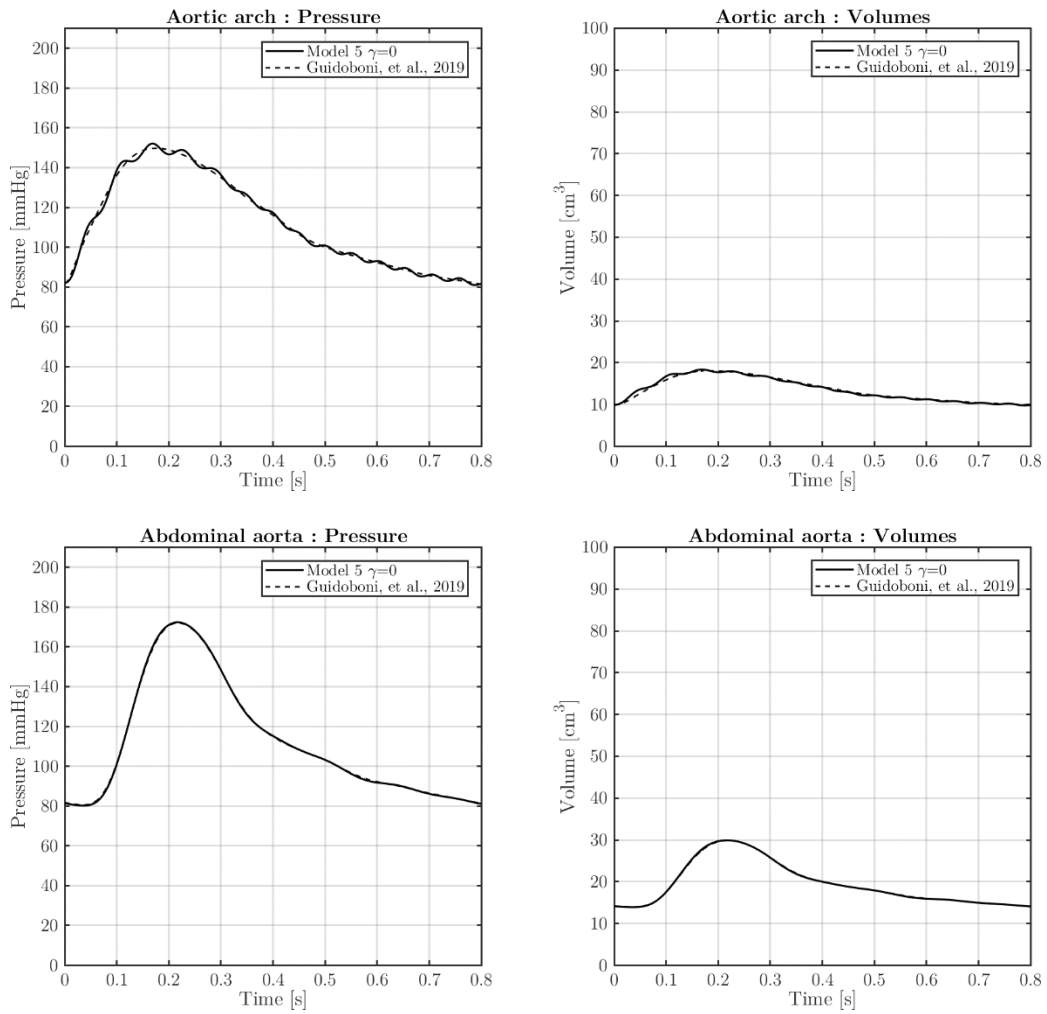 Aortic arch : Pressure
Model 5 γ=0
Guidoboni, et al., 2019
Pressure [mmHg]
200
180
160
140
120
100
80
60
40
20
0
0 0.1 0.2 0.3 0.4 0.5 0.6 0.7 0.8
Time [s]
Aortic arch : Volumes
Model 5 γ=0
Guidoboni, et al., 2019
Volume [cm³]
100
90
80
70
60
50
40
30
20
10
0
0 0.1 0.2 0.3 0.4 0.5 0.6 0.7 0.8
Time [s]
Abdominal aorta : Pressure
Model 5 γ=0
Guidoboni, et al., 2019
Pressure [mmHg]
200
180
160
140
120
100
80
60
40
20
0
0 0.1 0.2 0.3 0.4 0.5 0.6 0.7 0.8
Time [s]
Abdominal aorta : Volumes
Model 5 γ=0
Guidoboni, et al., 2019
Volume [cm³]
100
90
80
70
60
50
40
30
20
10
0
0 0.1 0.2 0.3 0.4 0.5 0.6 0.7 0.8
Time [s]